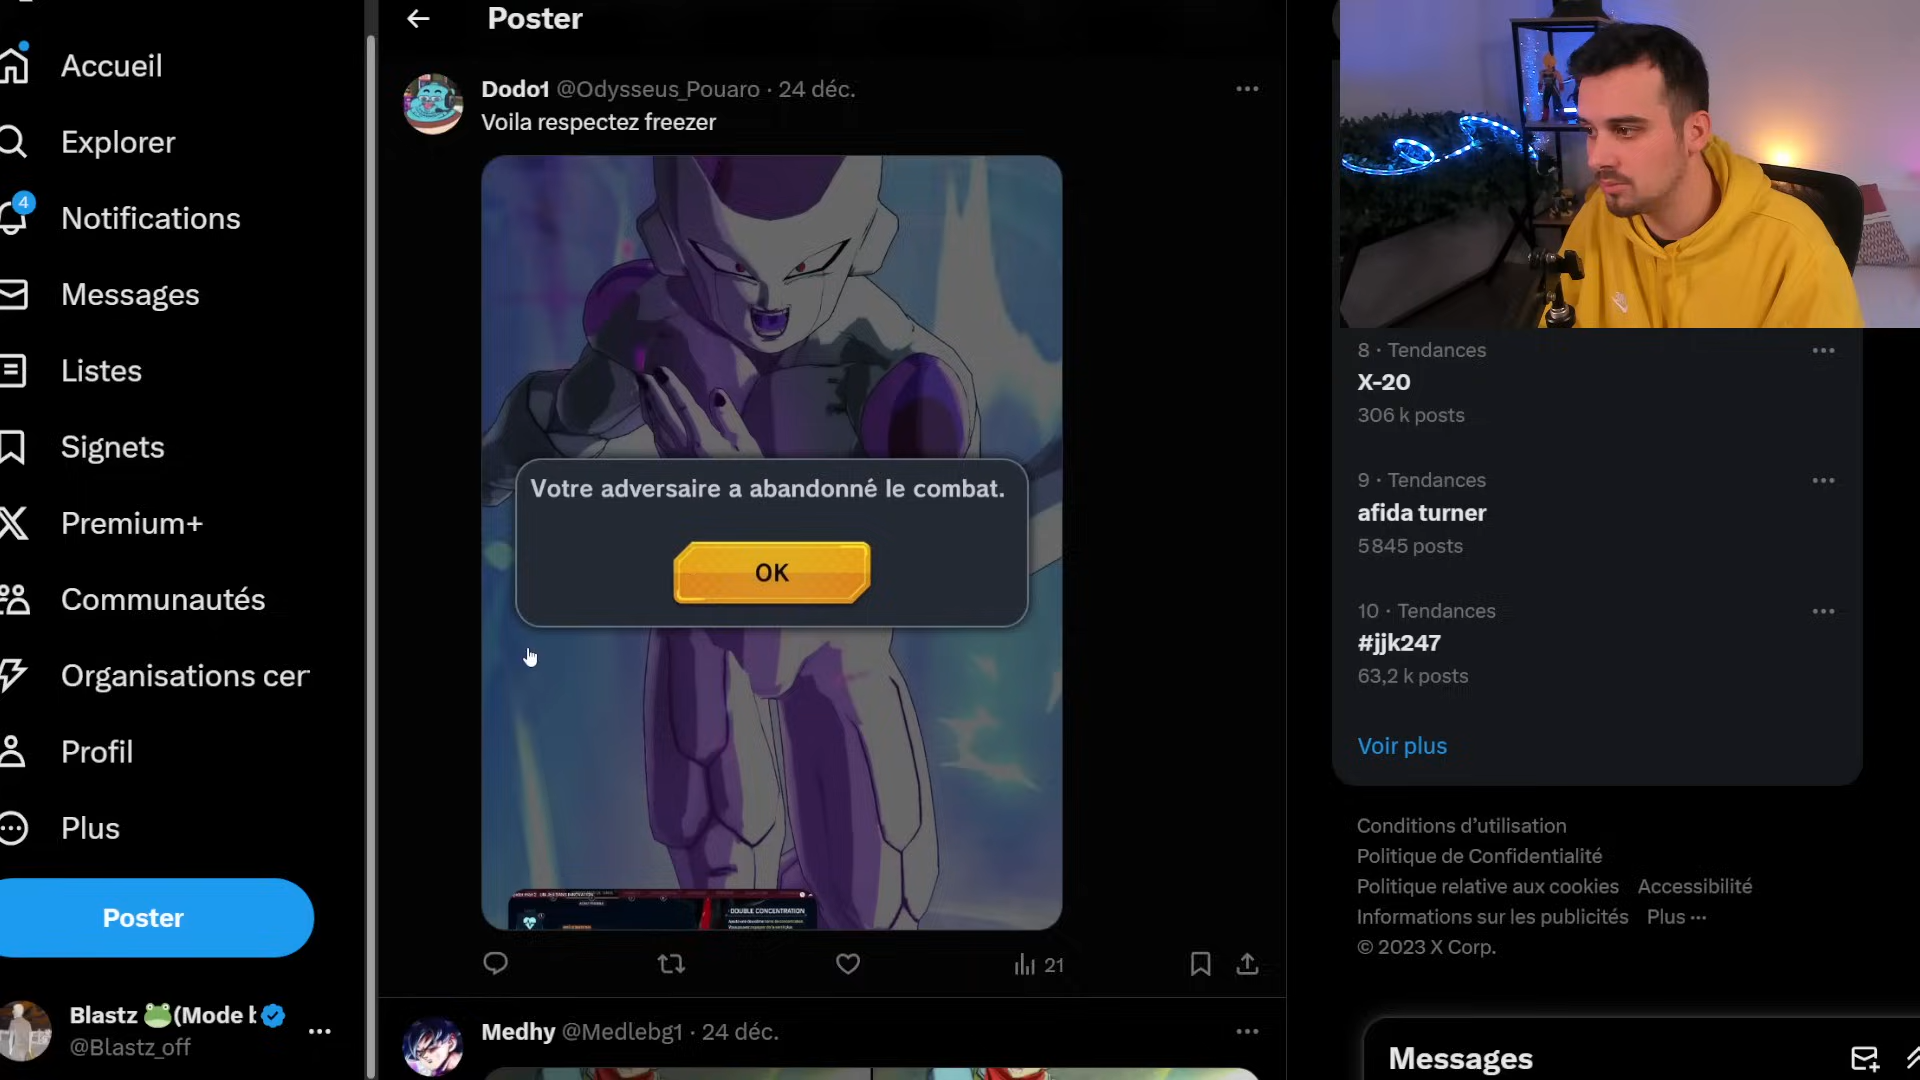 Poster
Accueil
Explorer
4
Notifications
Messages
Listes
Signets
Premium+
Communautés
Organisations cer
Profil
Plus
Poster
Blastz 🐸(Mode b
@Blastz_off
Dodo1 @Odysseus_Pouaro · 24 déc.
Voila respectez freezer
Votre adversaire a abandonné le combat.
OK
DOUBLE CONCENTRATION
21
Medhy @Medlebg1 · 24 déc.
8 · Tendances
X-20
306 k posts
9 · Tendances
afida turner
5 845 posts
10 · Tendances
#jjk247
63,2 k posts
Voir plus
Conditions d’utilisation
Politique de Confidentialité
Politique relative aux cookies Accessibilité
Informations sur les publicités Plus ···
© 2023 X Corp.
Messages